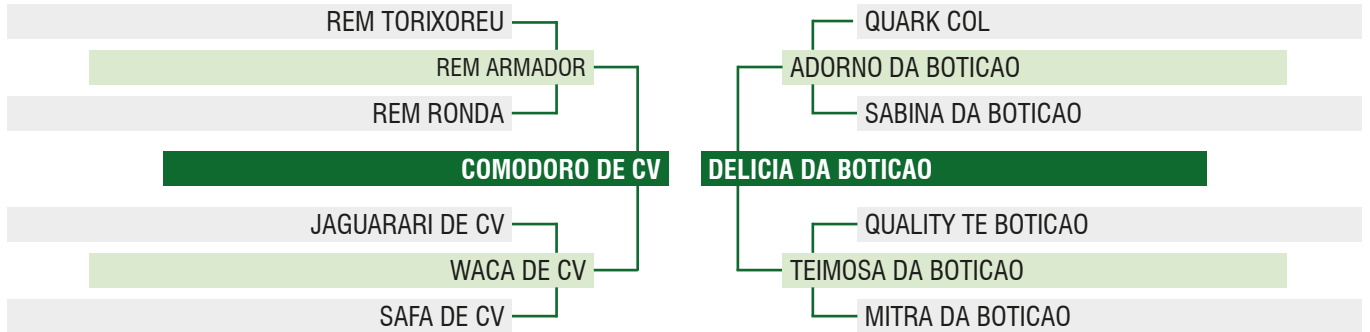 REM TORIXOREU
QUARK COL
REM ARMADOR
ADORNO DA BOTICAO
REM RONDA
SABINA DA BOTICAO
COMODORO DE CV
DELICIA DA BOTICAO
JAGUARARI DE CV
QUALITY TE BOTICAO
WACA DE CV
TEIMOSA DA BOTICAO
SAFA DE CV
MITRA DA BOTICAO